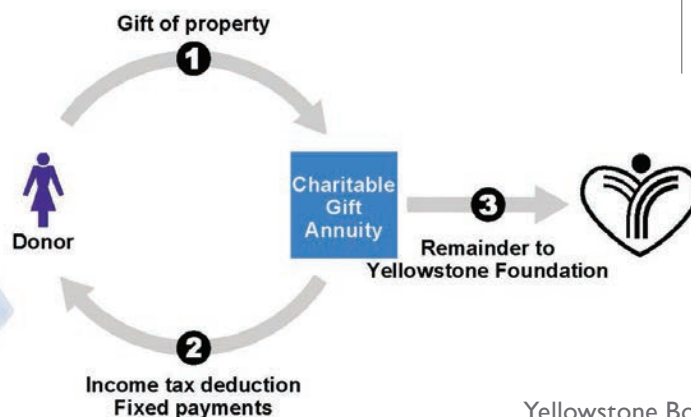 Gift of property
1
Charitable
Gift
Annuity
Donor
3
Remainder to
Yellowstone Foundation
2
Income tax deduction
Fixed payments
Yellowstone